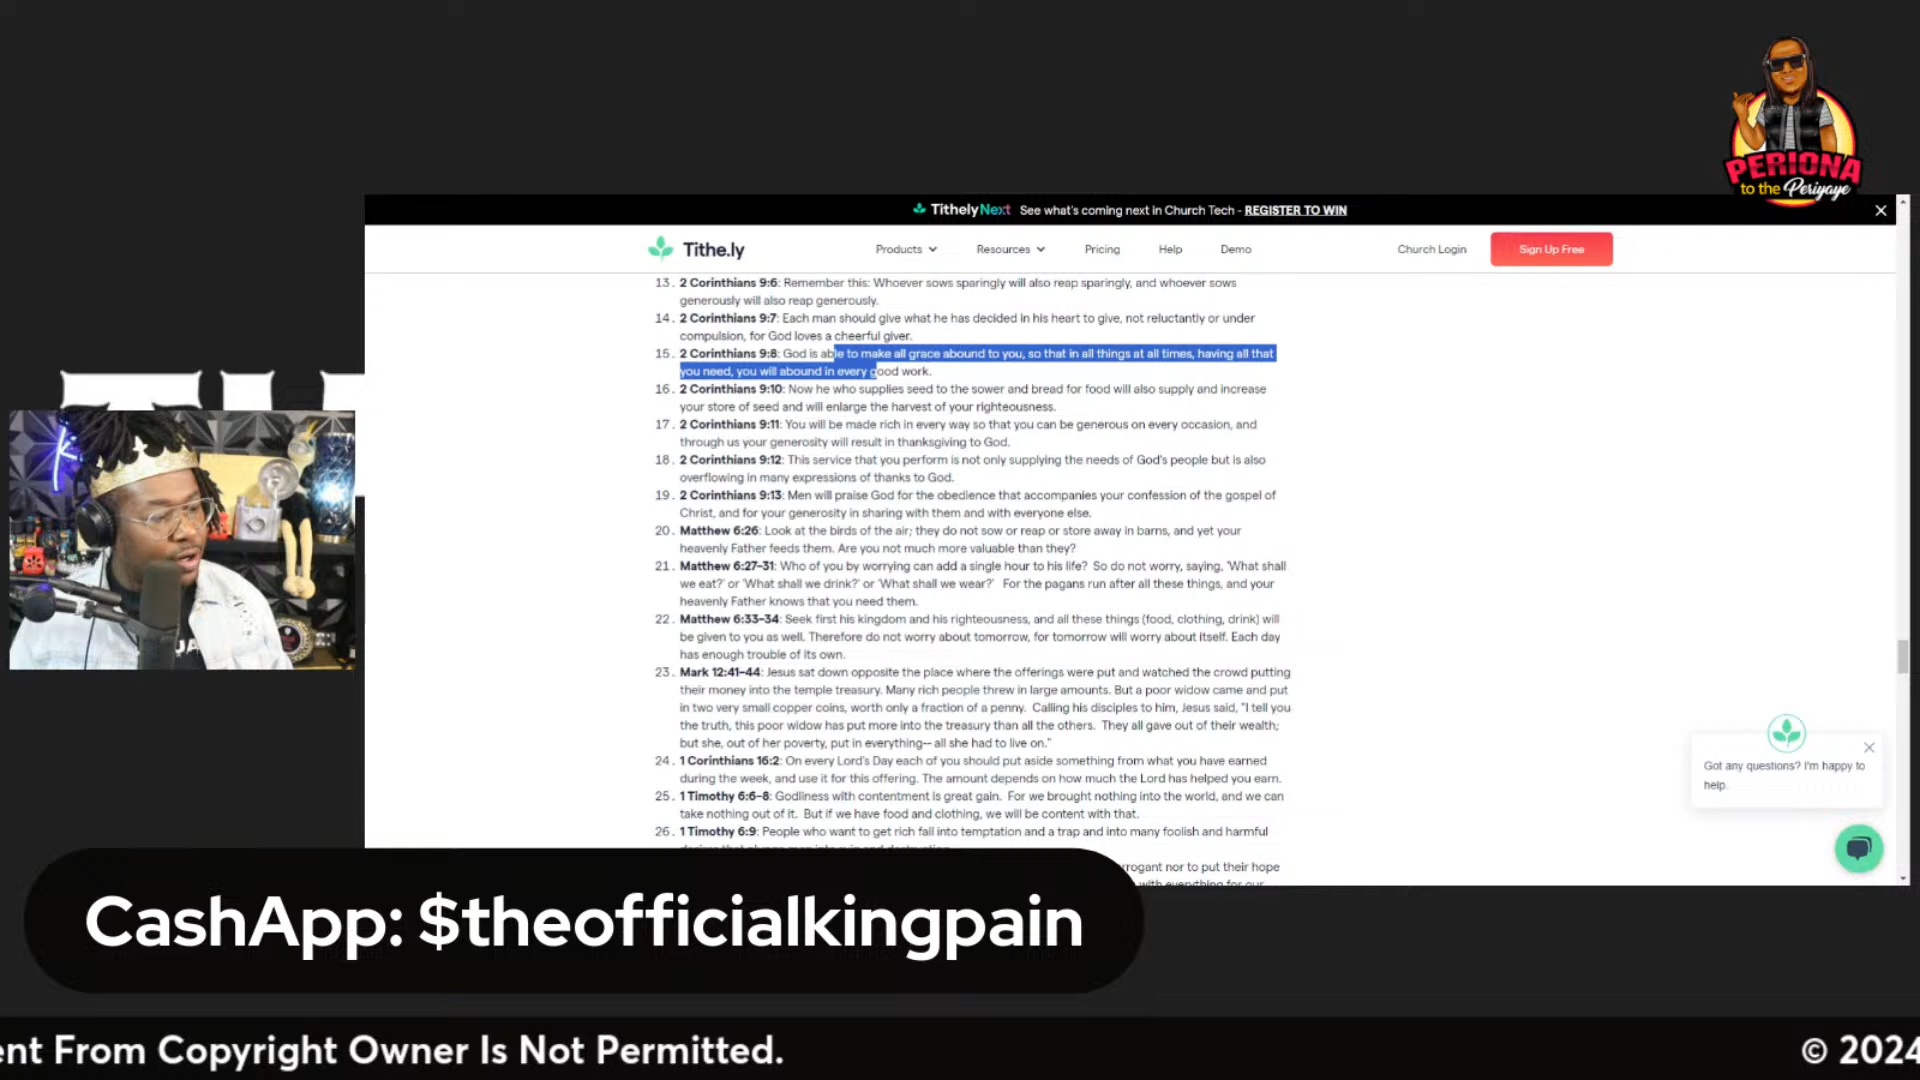 PERIONA
to the Periyaye
TithelyNext See what's coming next in Church Tech - REGISTER TO WIN
Tithe.ly Products Resources Pricing Help Demo Church Login Sign Up Free
13. 2 Corinthians 9:6: Remember this: Whoever sows sparingly will also reap sparingly, and whoever sows
generously will also reap generously.
14. 2 Corinthians 9:7: Each man should give what he has decided in his heart to give, not reluctantly or under
compulsion, for God loves a cheerful giver.
15. 2 Corinthians 9:8: God is able to make all grace abound to you, so that in all things at all times, having all that
you need, you will abound in every good work.
16. 2 Corinthians 9:10: Now he who supplies seed to the sower and bread for food will also supply and increase
your store of seed and will enlarge the harvest of your righteousness.
17. 2 Corinthians 9:11: You will be made rich in every way so that you can be generous on every occasion, and
through us your generosity will result in thanksgiving to God.
18. 2 Corinthians 9:12: This service that you perform is not only supplying the needs of God's people but is also
overflowing in many expressions of thanks to God.
19. 2 Corinthians 9:13: Men will praise God for the obedience that accompanies your confession of the gospel of
Christ, and for your generosity in sharing with them and with everyone else.
20. Matthew 6:26: Look at the birds of the air; they do not sow or reap or store away in barns, and yet your
heavenly Father feeds them. Are you not much more valuable than they?
21. Matthew 6:27-31: Who of you by worrying can add a single hour to his life? So do not worry, saying, 'What shall
we eat?' or 'What shall we drink?' or 'What shall we wear?' For the pagans run after all these things, and your
heavenly Father knows that you need them.
22. Matthew 6:33-34: Seek first his kingdom and his righteousness, and all these things (food, clothing, drink) will
be given to you as well. Therefore do not worry about tomorrow, for tomorrow will worry about itself. Each day
has enough trouble of its own.
23. Mark 12:41-44: Jesus sat down opposite the place where the offerings were put and watched the crowd putting
their money into the temple treasury. Many rich people threw in large amounts. But a poor widow came and put
in two very small copper coins, worth only a fraction of a penny. Calling his disciples to him, Jesus said, "I tell you
the truth, this poor widow has put more into the treasury than all the others. They all gave out of their wealth;
but she, out of her poverty, put in everything-- all she had to live on."
24. 1 Corinthians 16:2: On every Lord's Day each of you should put aside something from what you have earned
during the week, and use it for this offering. The amount depends on how much the Lord has helped you earn.
25. 1 Timothy 6:6-8: Godliness with contentment is great gain. For we brought nothing into the world, and we can
take nothing out of it. But if we have food and clothing, we will be content with that.
26. 1 Timothy 6:9: People who want to get rich fall into temptation and a trap and into many foolish and harmful
rrogant nor to put their hope
with everything for our
Got any questions? I'm happy to
help.
CashApp: $theofficialkingpain
ent From Copyright Owner Is Not Permitted.
© 2024